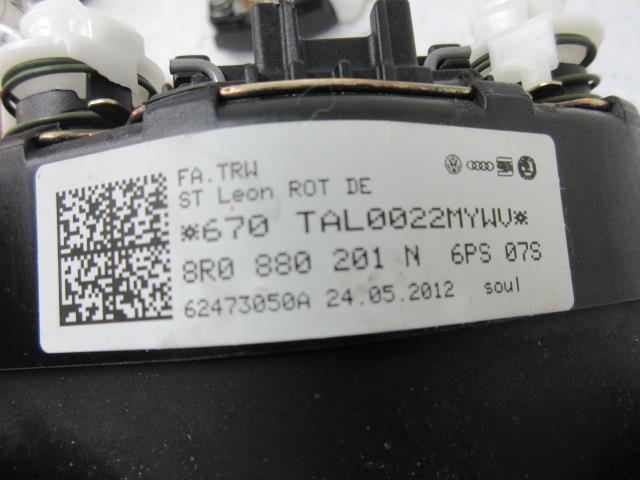 FA.TRW
ST Leon ROT DE
*670 TAL0022MYWV*
8R0 880 201 N 6PS 07S
62473050A 24.05.2012 soul